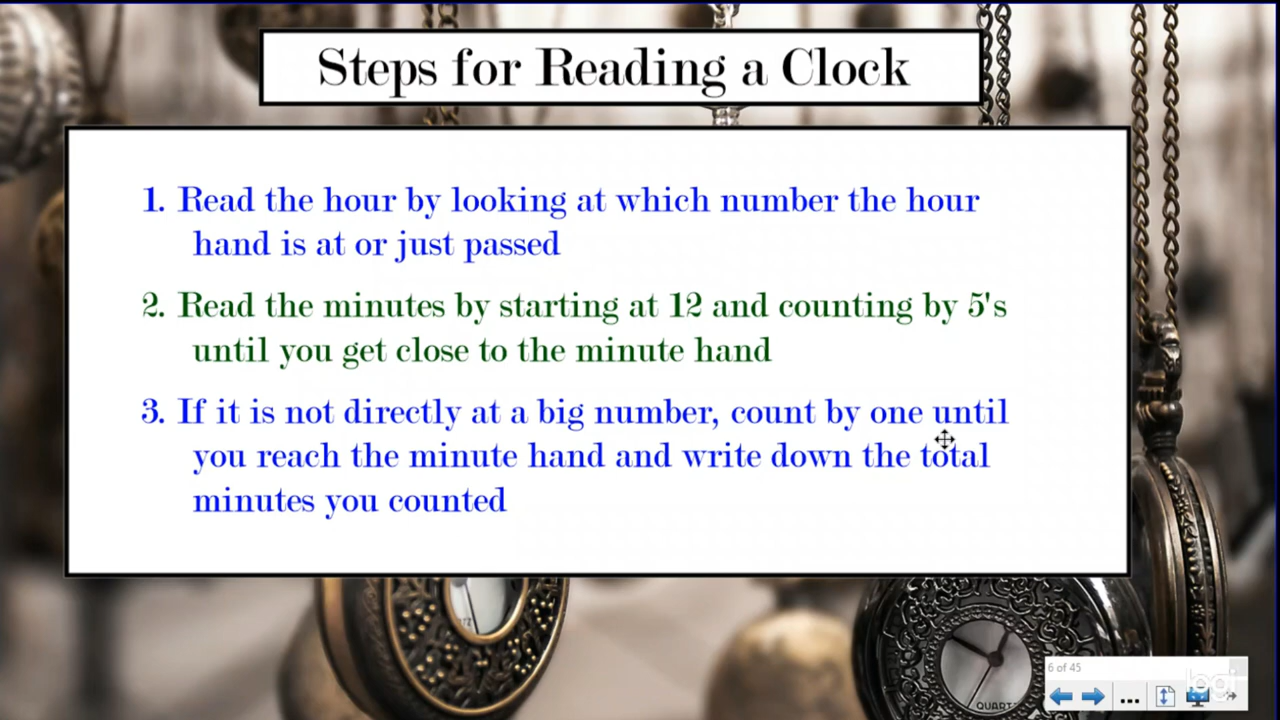 Steps for Reading a Clock
1. Read the hour by looking at which number the hour
hand is at or just passed
2. Read the minutes by starting at 12 and counting by 5's
until you get close to the minute hand
3. If it is not directly at a big number, count by one until
you reach the minute hand and write down the total
minutes you counted
6 of 45
QUART